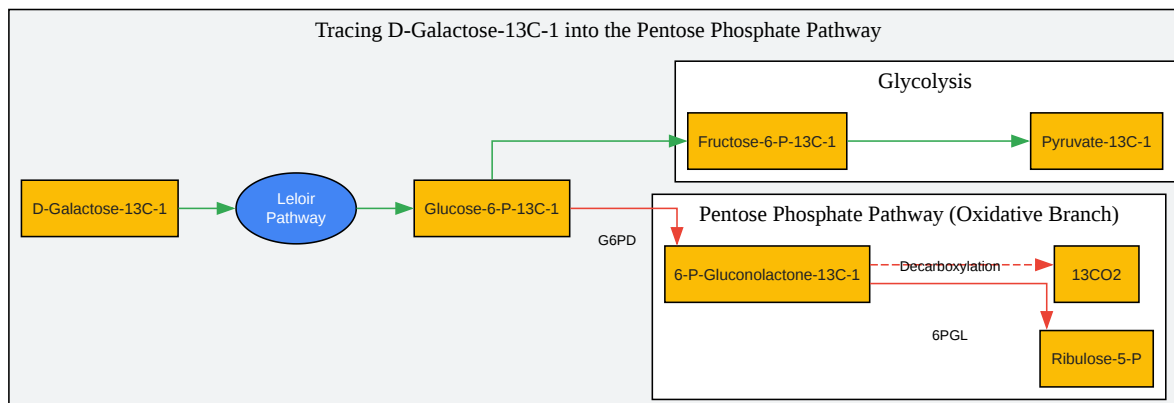 Tracing D-Galactose-13C-1 into the Pentose Phosphate Pathway
Glycolysis
Fructose-6-P-13C-1
Pyruvate-13C-1
D-Galactose-13C-1
Leloir
Pathway
Glucose-6-P-13C-1
G6PD
Pentose Phosphate Pathway (Oxidative Branch)
6-P-Gluconolactone-13C-1
Decarboxylation
13CO2
6PGL
Ribulose-5-P